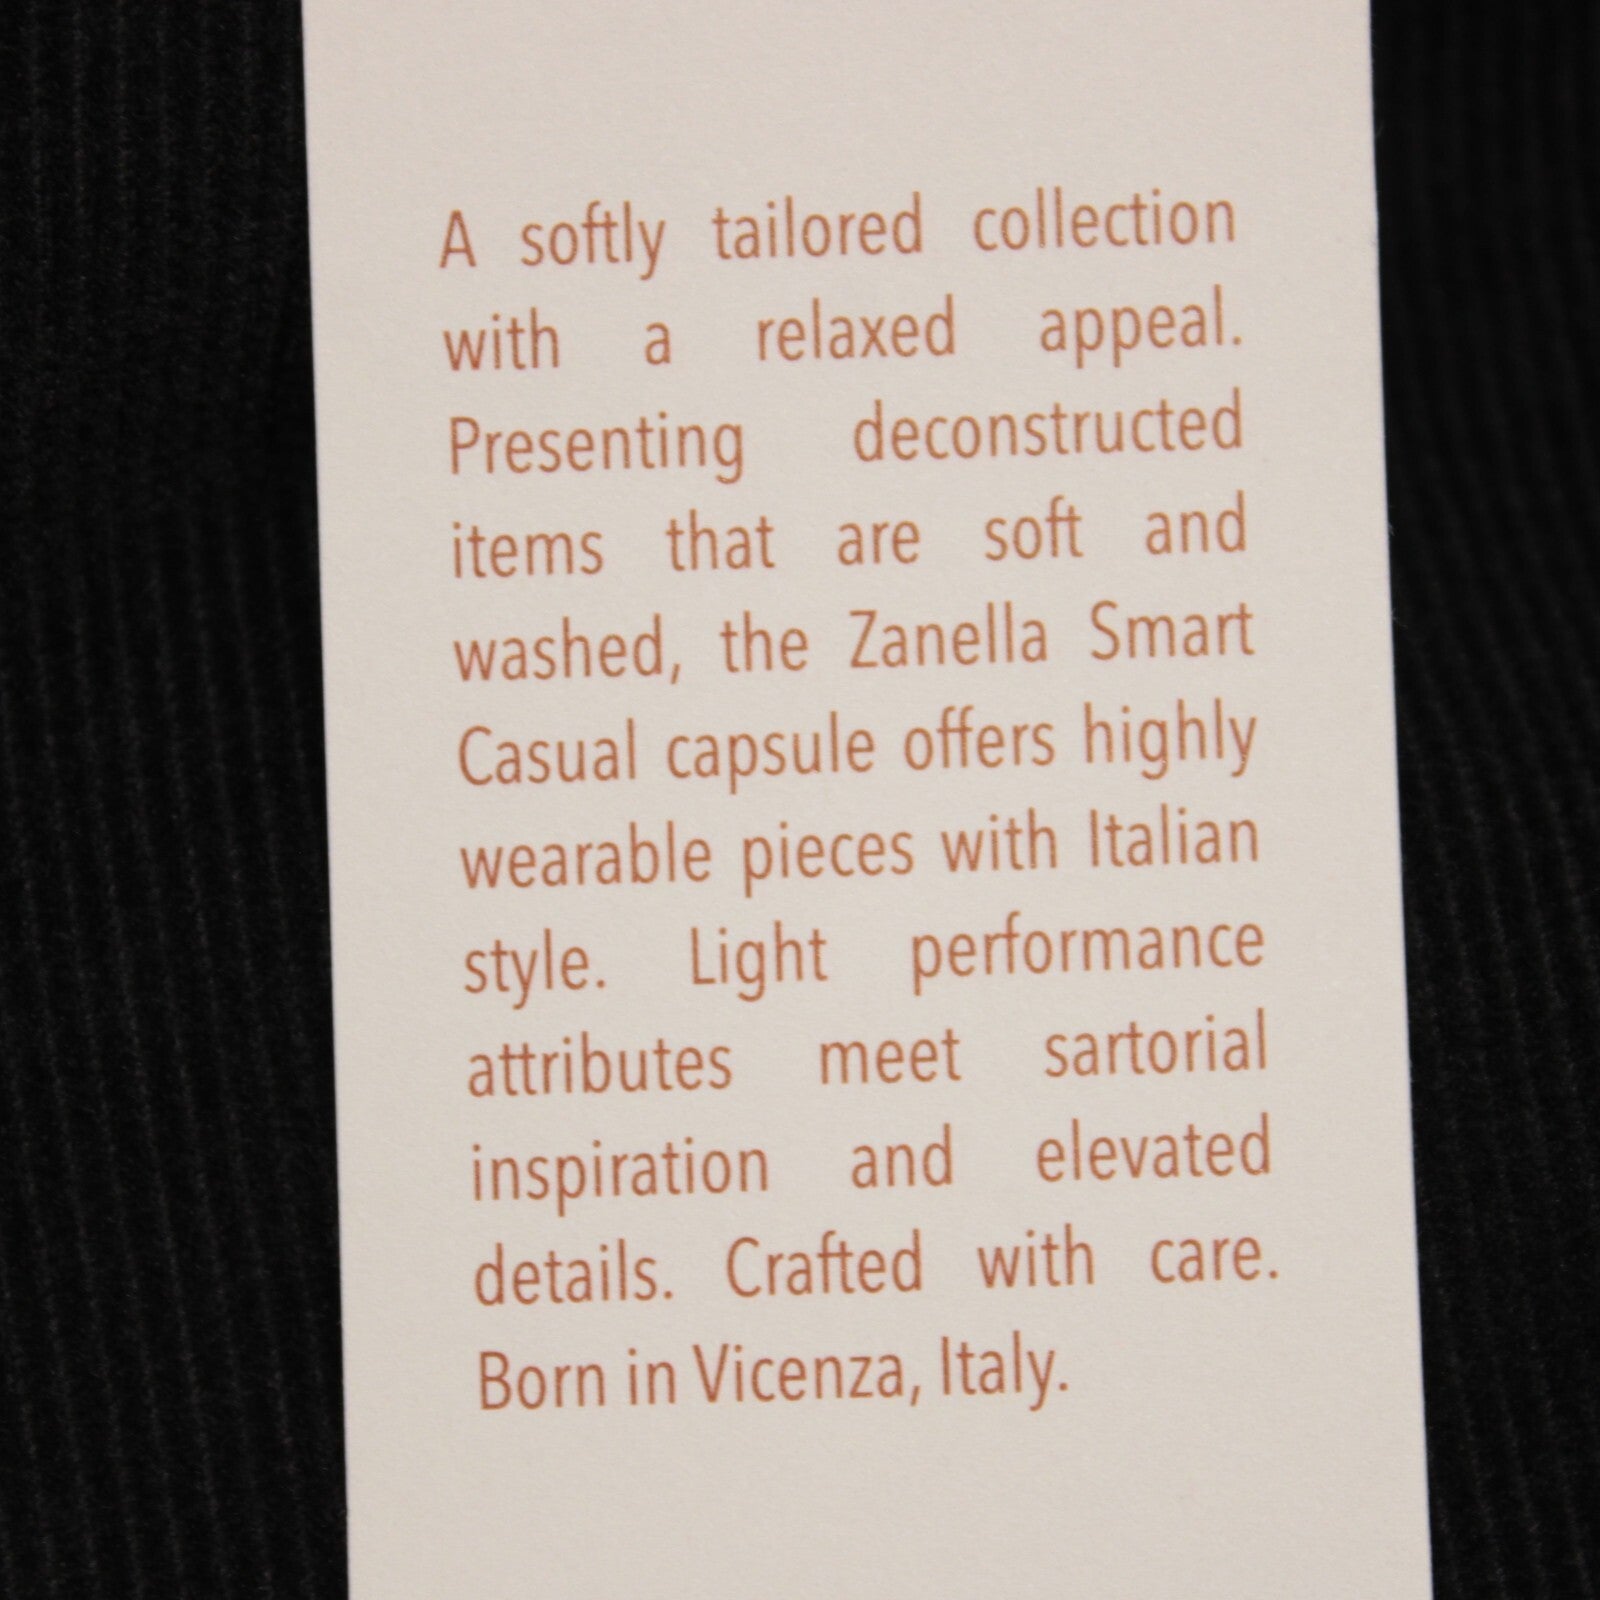 A softly tailored collection
with a relaxed appeal.
Presenting deconstructed
items that are soft and
washed, the Zanella Smart
Casual capsule offers highly
wearable pieces with Italian
style. Light performance
attributes meet sartorial
inspiration and elevated
details. Crafted with care.
Born in Vicenza, Italy.